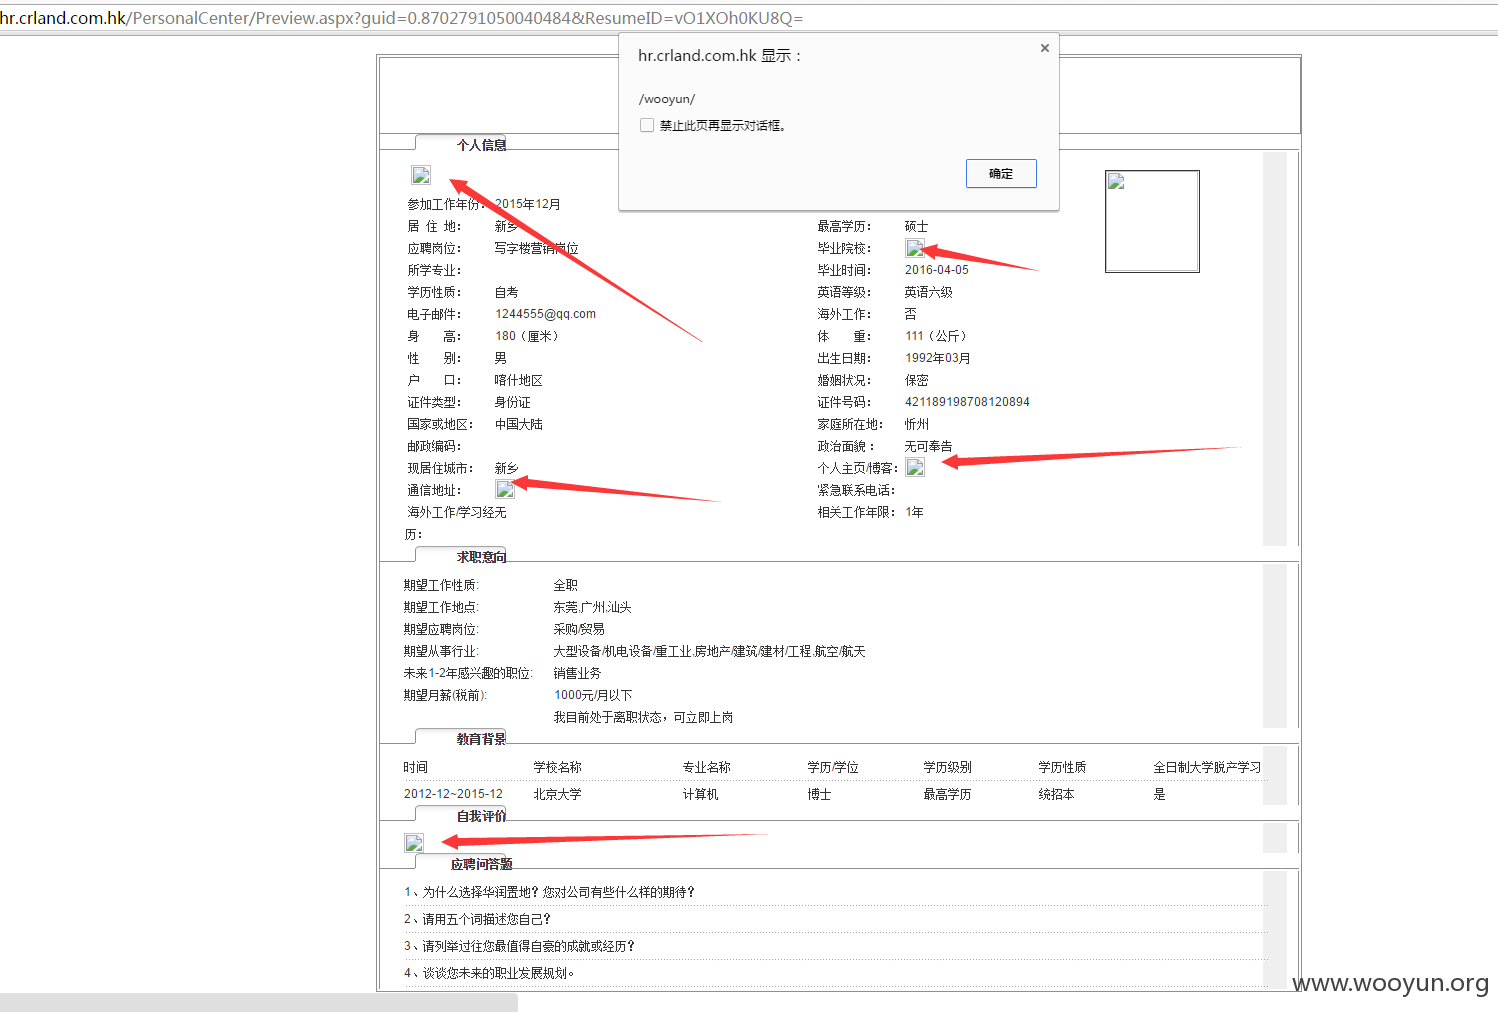 hr.crland.com.hk/PersonalCenter/Preview.aspx?guid=0.8702791050040484&ResumeID=vO1XOh0KU8Q=
hr.crland.com.hk 显示：
/wooyun/
禁止此页再显示对话框。
确定
个人信息
参加工作年份： 2015年12月
居 住 地： 新乡 最高学历： 硕士
应聘岗位： 写字楼营销岗位 毕业院校：
所学专业： 毕业时间： 2016-04-05
学历性质： 自考 英语等级： 英语六级
电子邮件： 1244555@qq.com 海外工作： 否
身 高： 180（厘米） 体 重： 111（公斤）
性 别： 男 出生日期： 1992年03月
户 口： 喀什地区 婚姻状况： 保密
证件类型： 身份证 证件号码： 421189198708120894
国家或地区： 中国大陆 家庭所在地： 忻州
邮政编码： 政治面貌： 无可奉告
现居住城市： 新乡 个人主页/博客：
通信地址： 紧急联系电话：
海外工作/学习经无 相关工作年限： 1年
历：
求职意向
期望工作性质: 全职
期望工作地点: 东莞,广州,汕头
期望应聘岗位: 采购/贸易
期望从事行业: 大型设备/机电设备/重工业,房地产/建筑/建材/工程,航空/航天
未来1-2年感兴趣的职位: 销售业务
期望月薪(税前): 1000元/月以下
我目前处于离职状态，可立即上岗
教育背景
时间 学校名称 专业名称 学历/学位 学历级别 学历性质 全日制大学脱产学习
2012-12~2015-12 北京大学 计算机 博士 最高学历 统招本 是
自我评价
应聘问答题
1、为什么选择华润置地？您对公司有些什么样的期待？
2、请用五个词描述您自己？
3、请列举过往您最值得自豪的成就或经历？
4、谈谈您未来的职业发展规划。
www.wooyun.org